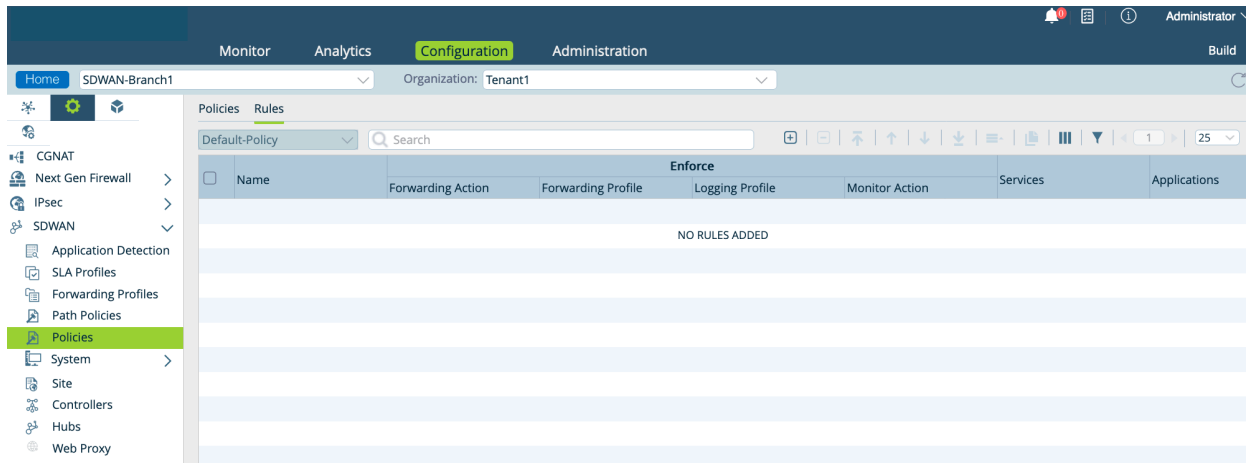 0 Administrator
Monitor Analytics Configuration Administration Build
Home SDWAN-Branch1 Organization: Tenant1
Policies Rules
Default-Policy Search 1 25
CGNAT
Next Gen Firewall
IPsec
SDWAN
Application Detection
SLA Profiles
Forwarding Profiles
Path Policies
Policies
System
Site
Controllers
Hubs
Web Proxy
Name Enforce Services Applications
Forwarding Action Forwarding Profile Logging Profile Monitor Action
NO RULES ADDED